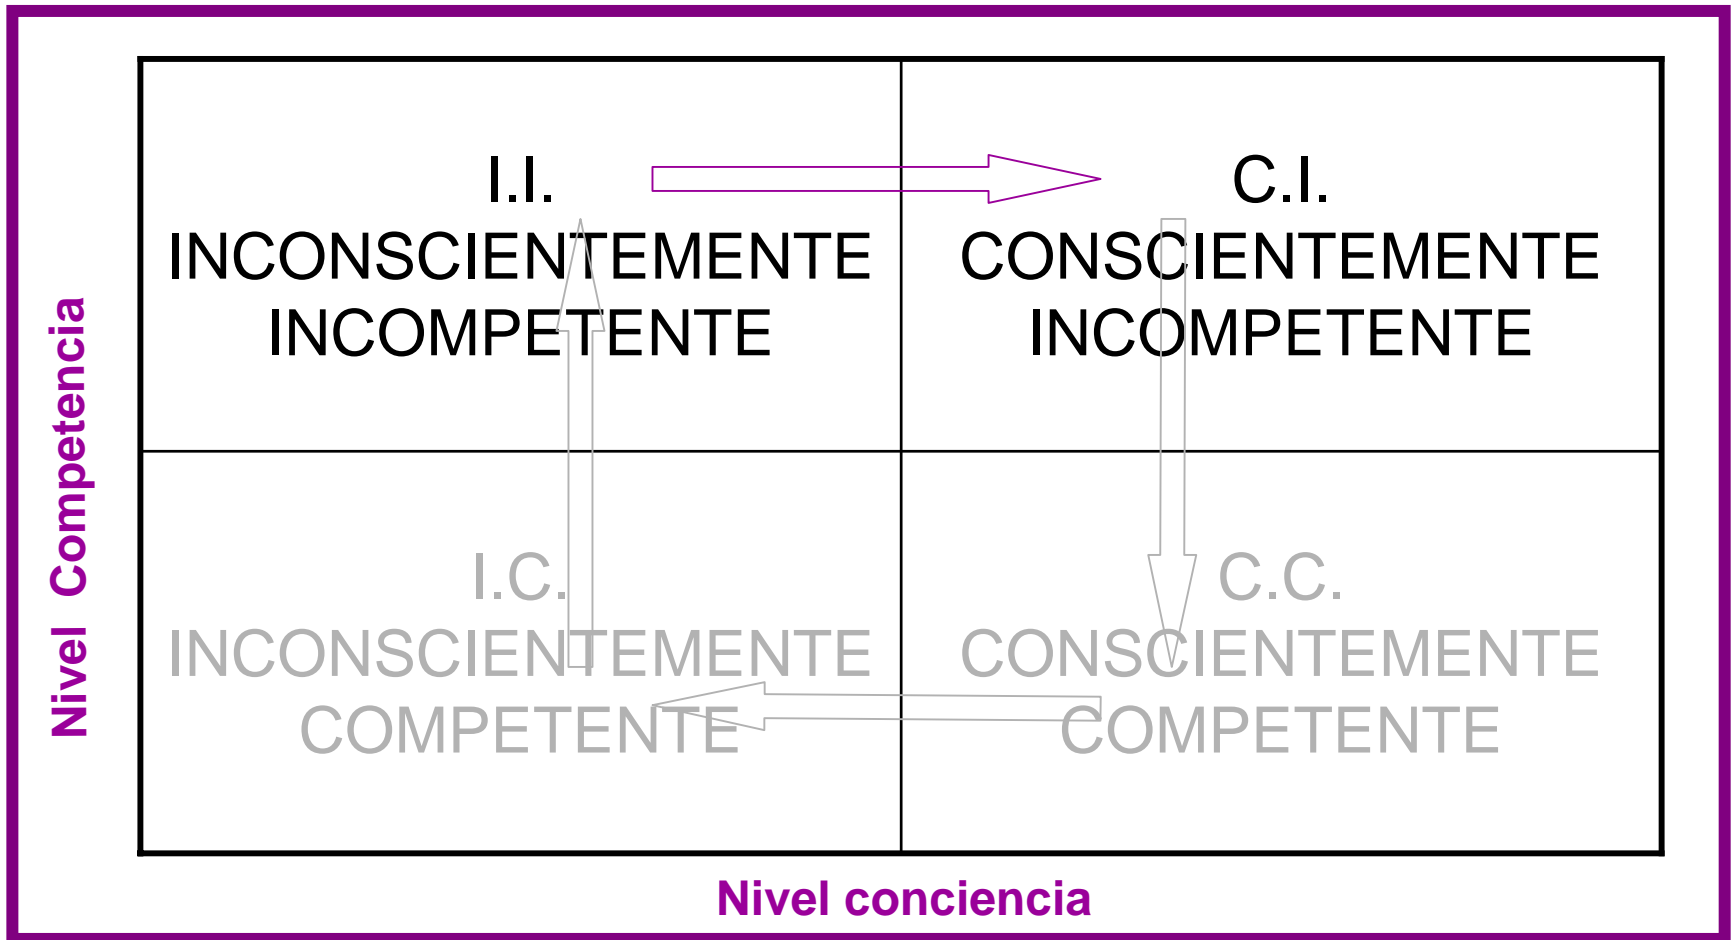 I.I.
INCONSCIENTEMENTE
INCOMPETENTE
C.I.
CONSCIENTEMENTE
INCOMPETENTE
I.C.
INCONSCIENTEMENTE
COMPETENTE
C.C.
CONSCIENTEMENTE
COMPETENTE
Nivel Competencia
Nivel conciencia